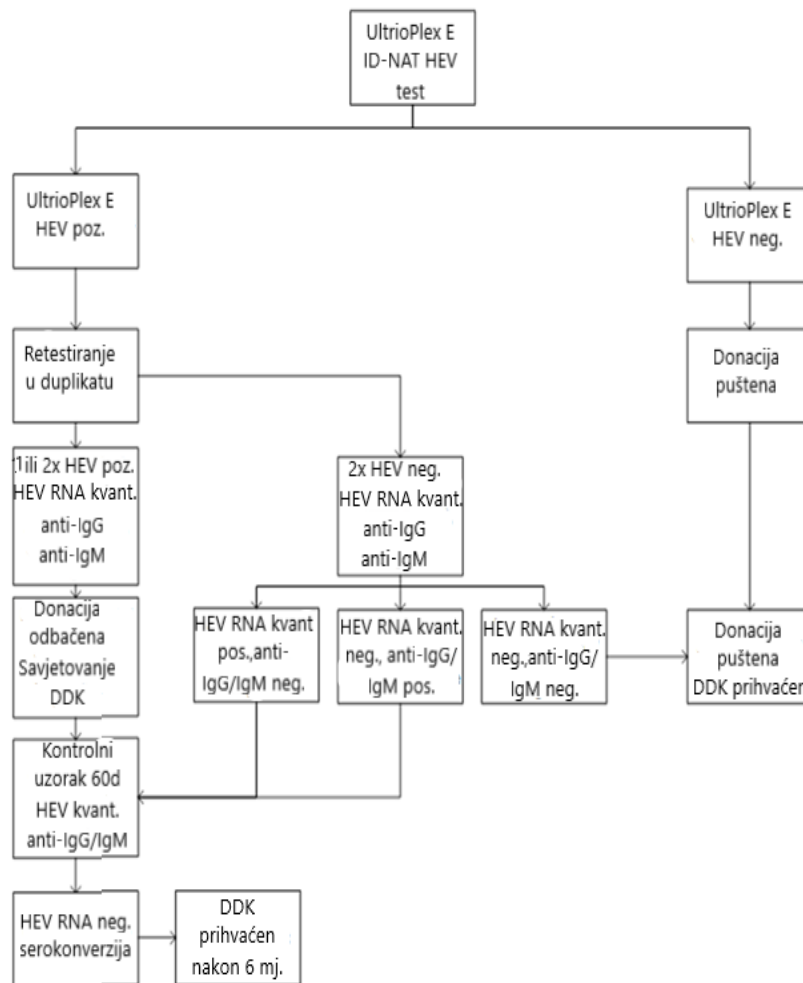 UltrioPlex E
ID-NAT HEV
test
UltrioPlex E
HEV poz.
UltrioPlex E
HEV neg.
Retestiranje
u duplikatu
Donacija
puštena
1ili 2x HEV poz.
HEV RNA kvant.
anti-IgG
anti-IgM
2x HEV neg.
HEV RNA kvant.
anti-IgG
anti-IgM
Donacija
odbačena
Savjetovanje
DDK
HEV RNA kvant
pos.,anti-
IgG/IgM neg.
HEV RNA kvant.
neg., anti-IgG/
IgM pos.
HEV RNA kvant.
neg.,anti-IgG/
IgM neg.
Donacija
puštena
DDK prihvaćen
Kontrolni
uzorak 60d
HEV kvant.
anti-IgG/IgM
HEV RNA neg.
serokonverzija
DDK
prihvaćen
nakon 6 mj.